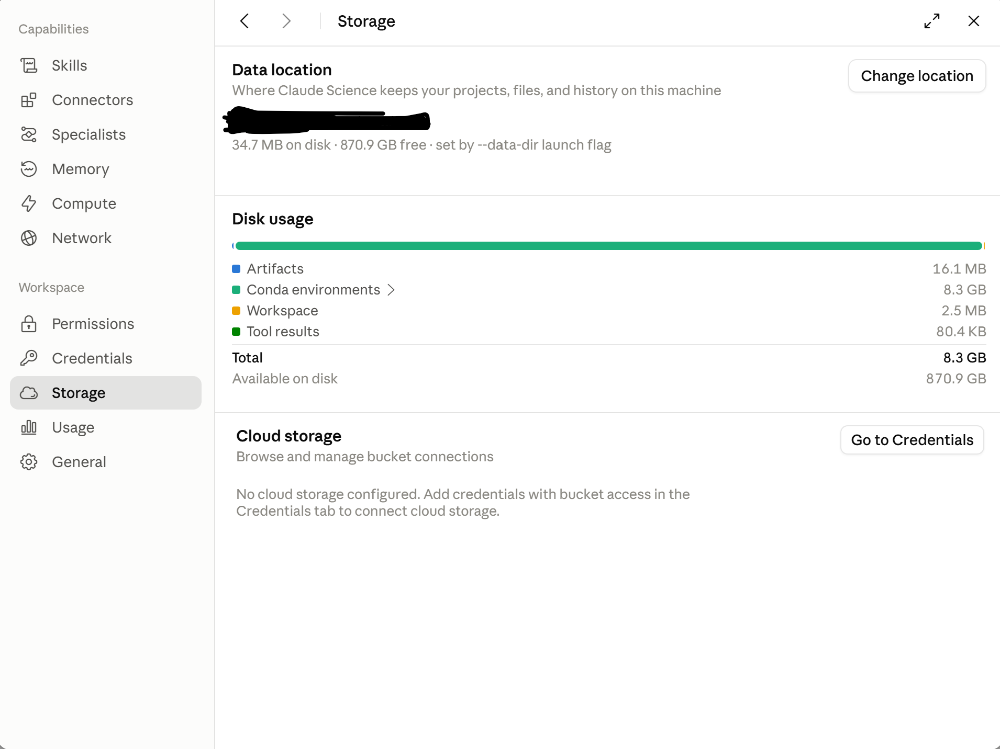 Capabilities
Skills
Connectors
Specialists
Memory
Compute
Network
Workspace
Permissions
Credentials
Storage
Usage
General
Storage
Data location
Change location
Where Claude Science keeps your projects, files, and history on this machine
34.7 MB on disk · 870.9 GB free · set by --data-dir launch flag
Disk usage
Artifacts 16.1 MB
Conda environments 8.3 GB
Workspace 2.5 MB
Tool results 80.4 KB
Total 8.3 GB
Available on disk 870.9 GB
Cloud storage
Go to Credentials
Browse and manage bucket connections
No cloud storage configured. Add credentials with bucket access in the
Credentials tab to connect cloud storage.